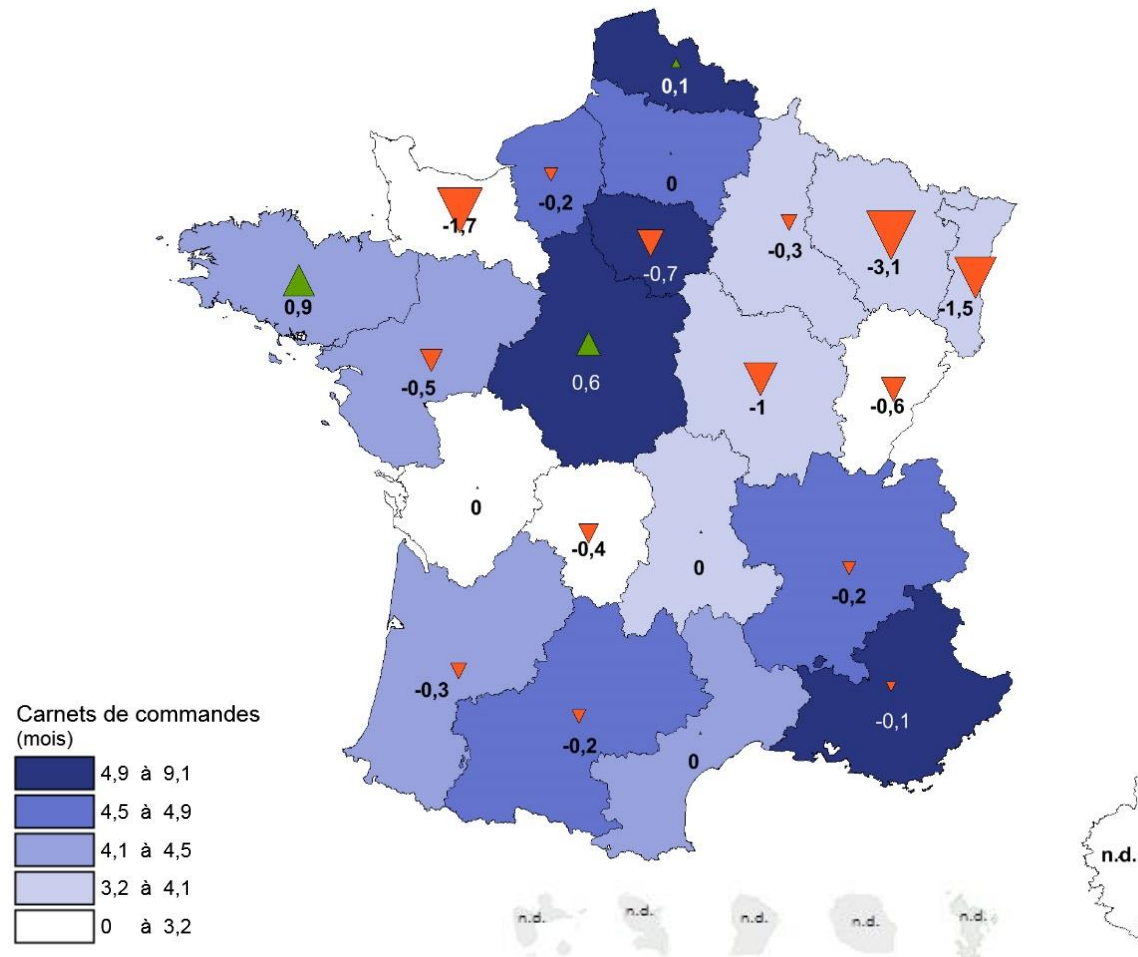 0,1
0
-0,2
-1,7
-0,7
-0,3
-3,1
-1,5
0,9
-0,5
0,6
-1
-0,6
0
-0,4
0
-0,2
-0,3
-0,2
0
-0,1
Carnets de commandes
(mois)
4,9 à 9,1
4,5 à 4,9
4,1 à 4,5
3,2 à 4,1
0 à 3,2
n.d.
n.d.
n.d.
n.d.
n.d.
n.d.